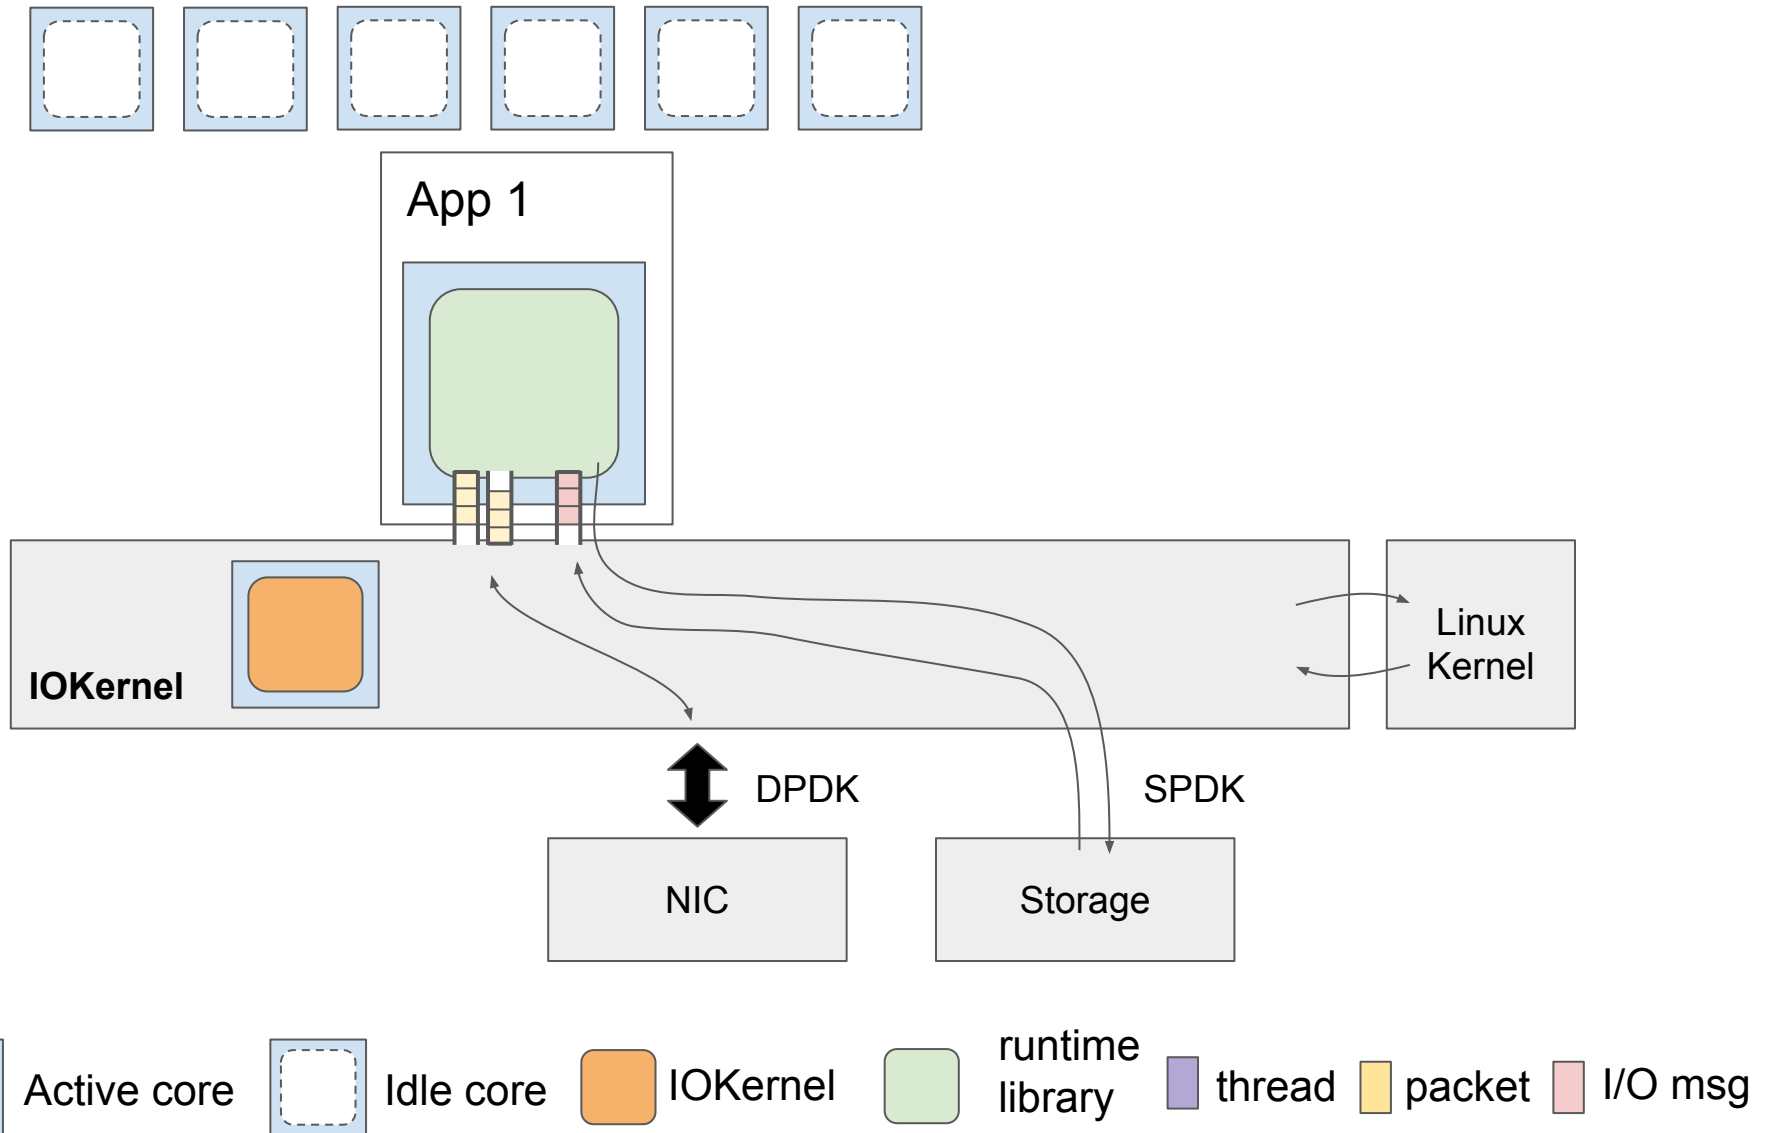 App 1
IOKernel
Linux
Kernel
DPDK
SPDK
NIC
Storage
Active core
Idle core
IOKernel
runtime
library
thread
packet
I/O msg